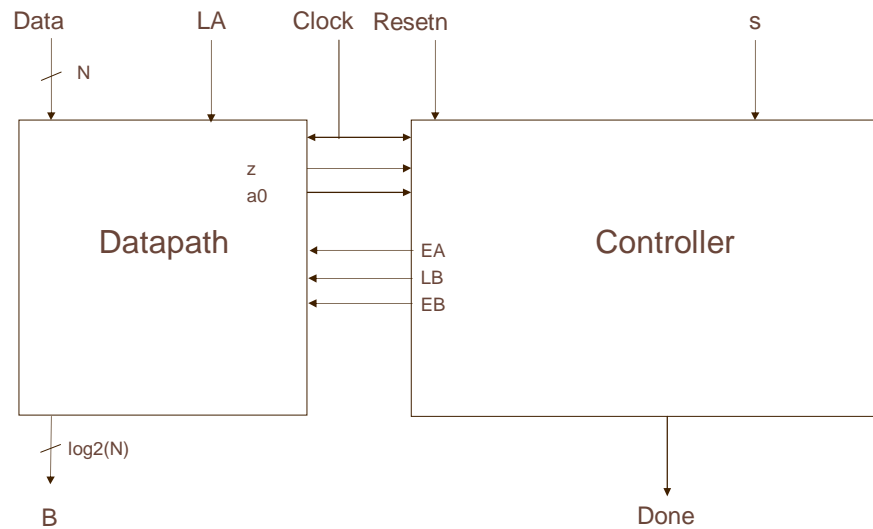 Data LA Clock Resetn s
N
z
a0
Datapath Controller
EA
LB
EB
log2(N)
B Done